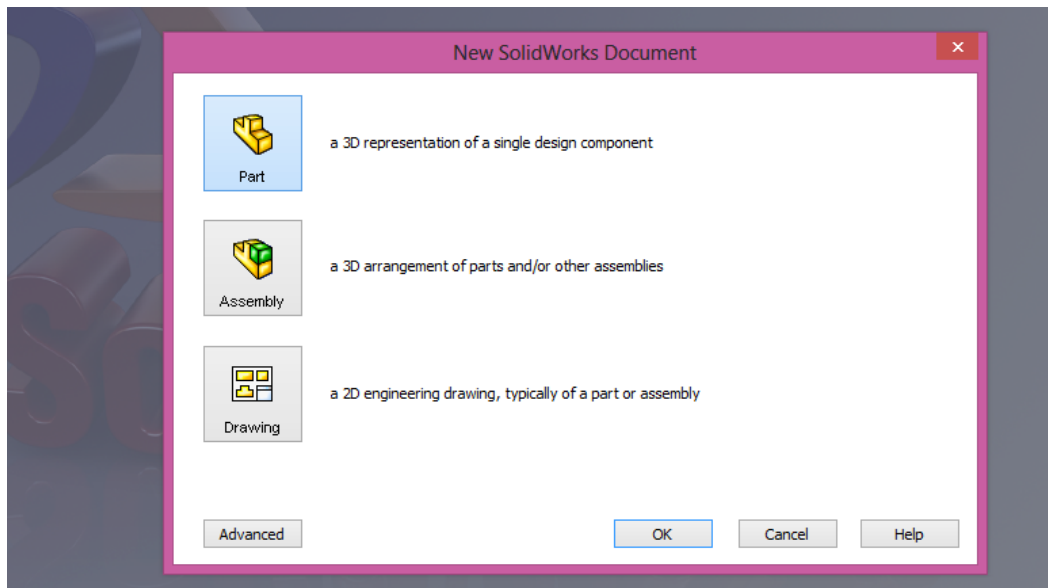 New SolidWorks Document
Part
a 3D representation of a single design component
Assembly
a 3D arrangement of parts and/or other assemblies
Drawing
a 2D engineering drawing, typically of a part or assembly
Advanced
OK
Cancel
Help